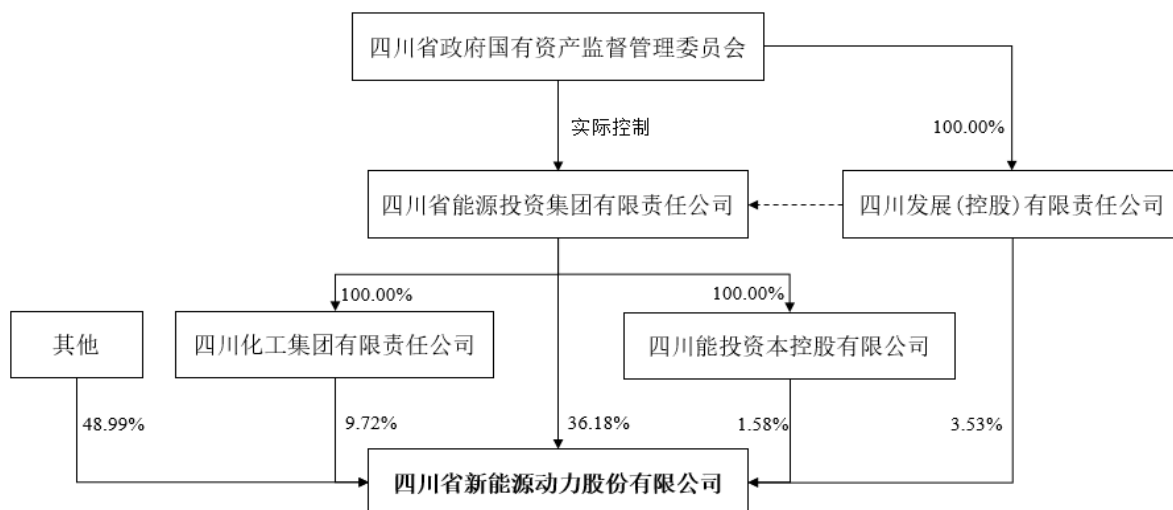 四川省政府国有资产监督管理委员会
实际控制
100.00%
四川省能源投资集团有限责任公司
四川发展(控股)有限责任公司
100.00%
100.00%
其他
四川化工集团有限责任公司
四川能投资本控股有限公司
48.99%
9.72%
36.18%
1.58%
3.53%
四川省新能源动力股份有限公司